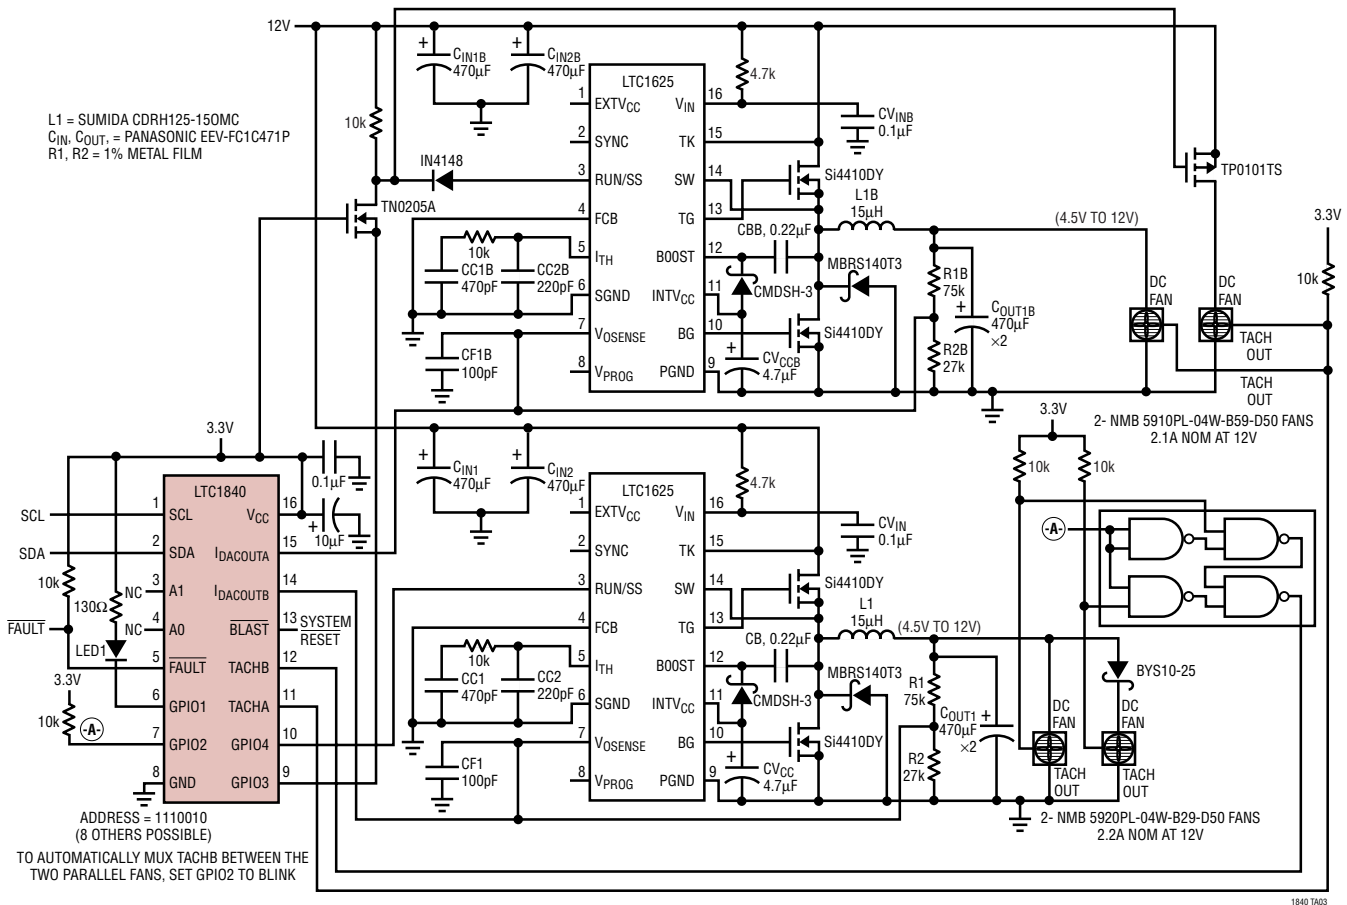 12V
L1 = SUMIDA CDRH125-150MC
CIN, COUT, = PANASONIC EEV-FC1C471P
R1, R2 = 1% METAL FILM
CIN1B
470µF
+
CIN2B
470µF
+
10k
IN4148
TN0205A
LTC1625
1 EXTVCC
2 SYNC
3 RUN/SS
4 FCB
5 ITH
6 SGND
7 VOSENSE
8 VPROG
16 VIN
15 TK
14 SW
13 TG
12 BOOST
11 INTVCC
10 BG
9 PGND
4.7k
CVINB
0.1µF
Si4410DY
L1B
15µH
CBB, 0.22µF
MBRS140T3
CMDSH-3
Si4410DY
+
CVCCB
4.7µF
10k
CC1B
470pF
CC2B
220pF
CF1B
100pF
R1B
75k
R2B
27k
+
COUT1B
470µF
×2
(4.5V TO 12V)
TP0101TS
3.3V
10k
DC
FAN
DC
FAN
TACH
OUT
TACH
OUT
2- NMB 5910PL-04W-B59-D50 FANS
2.1A NOM AT 12V
3.3V
10k
10k
-A-
3.3V
0.1µF
+
10µF
LTC1840
1 SCL
2 SDA
3 A1
4 A0
5 FAULT
6 GPIO1
7 GPIO2
8 GND
16 VCC
15 IDACOUTA
14 IDACOUTB
13 BLAST
12 TACHB
11 TACHA
10 GPIO4
9 GPIO3
SCL
SDA
10k
NC
130Ω
NC
FAULT
LED1
3.3V
10k
-A-
SYSTEM
RESET
ADDRESS = 1110010
(8 OTHERS POSSIBLE)
TO AUTOMATICALLY MUX TACHB BETWEEN THE
TWO PARALLEL FANS, SET GPIO2 TO BLINK
+
CIN1
470µF
+
CIN2
470µF
LTC1625
1 EXTVCC
2 SYNC
3 RUN/SS
4 FCB
5 ITH
6 SGND
7 VOSENSE
8 VPROG
16 VIN
15 TK
14 SW
13 TG
12 BOOST
11 INTVCC
10 BG
9 PGND
4.7k
CVIN
0.1µF
Si4410DY
L1
15µH
(4.5V TO 12V)
CB, 0.22µF
MBRS140T3
CMDSH-3
Si4410DY
+
CVCC
4.7µF
10k
CC1
470pF
CC2
220pF
CF1
100pF
R1
75k
R2
27k
COUT1
470µF
×2
+
BYS10-25
DC
FAN
DC
FAN
TACH
OUT
TACH
OUT
2- NMB 5920PL-04W-B29-D50 FANS
2.2A NOM AT 12V
1840 TA03